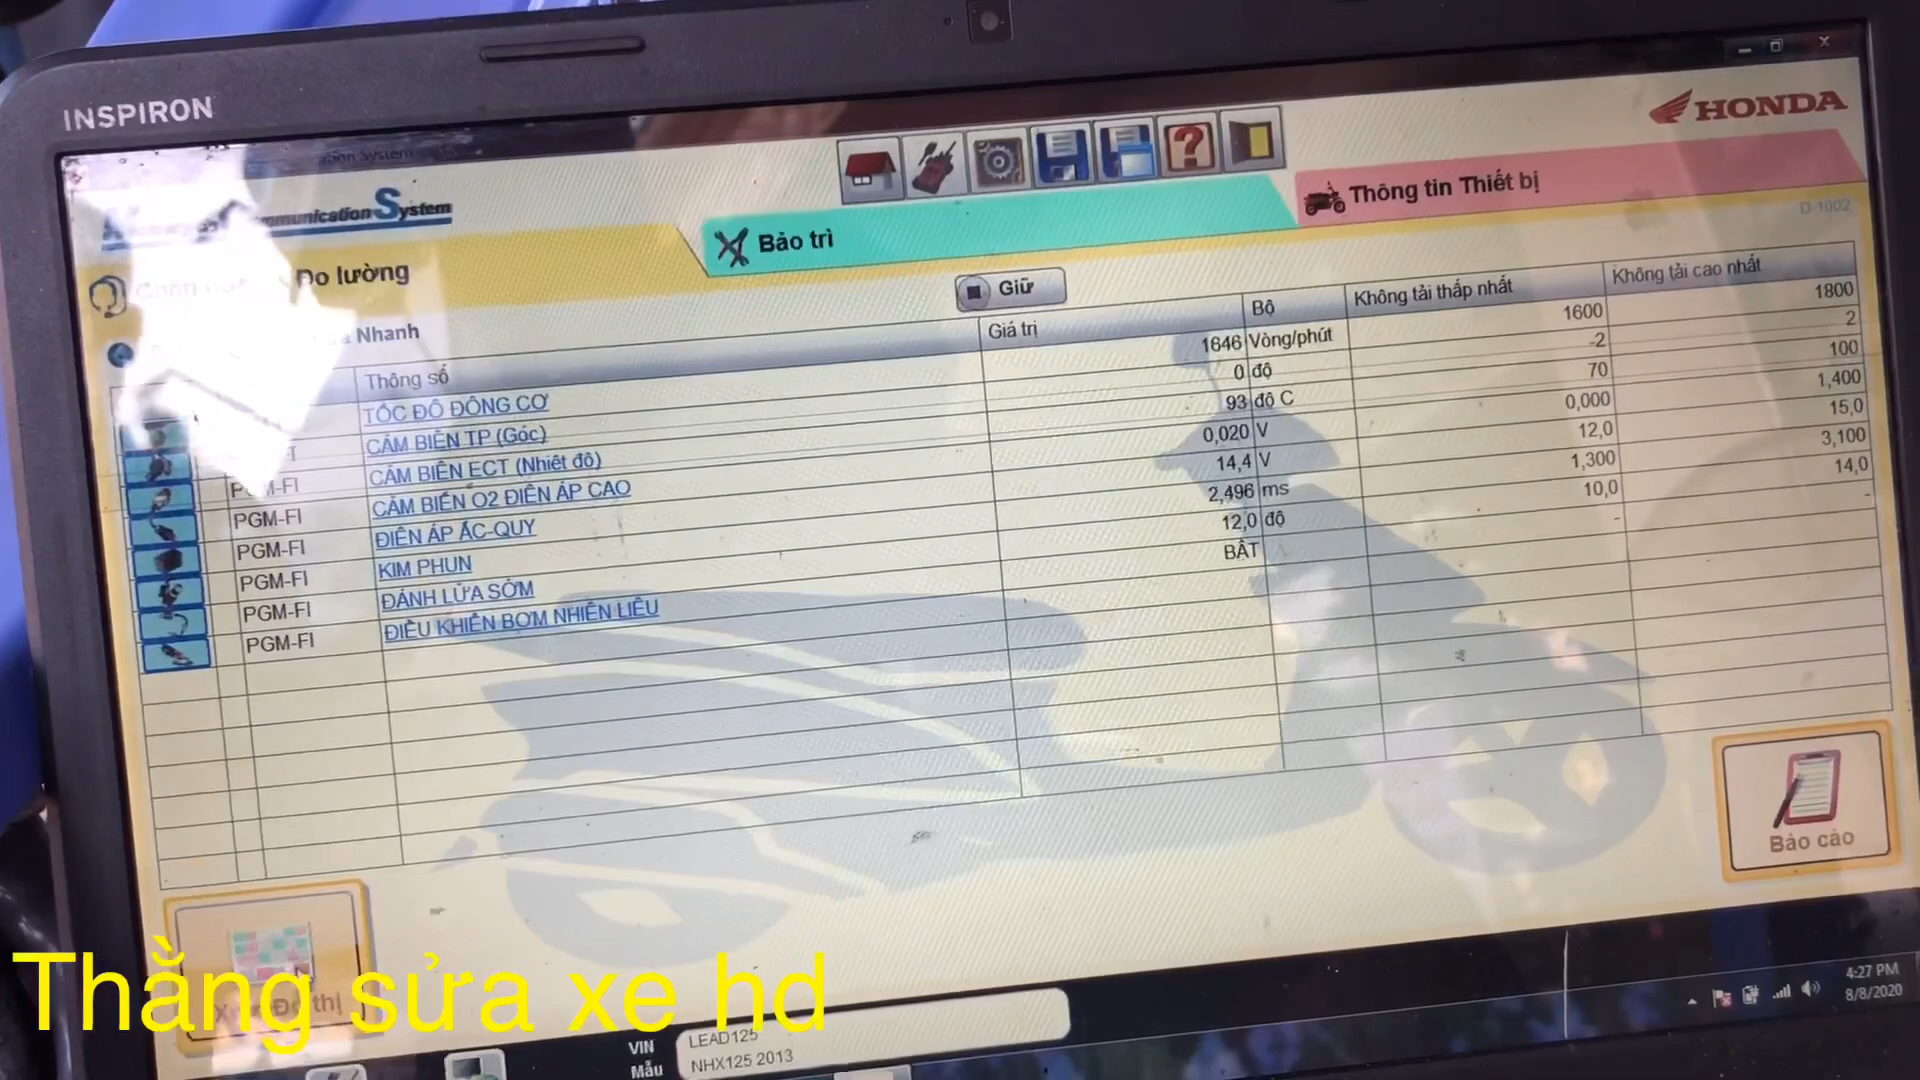 INSPIRON
HONDA
ation System
mmunication System
Thông tin Thiết bị
Bảo trì
D-1002
Đo lường
Giữ
Nhanh
Thông số Giá trị Bộ Không tải thấp nhất Không tải cao nhất
TỐC ĐỘ ĐỘNG CƠ 1846 Vòng/phút 1600 1800
CẢM BIẾN TP (Góc) 0 độ -2 2
CẢM BIẾN ECT (Nhiệt độ) 93 độ C 70 100
PGM-FI CẢM BIẾN O2 ĐIỆN ÁP CAO 0,020 V 0,000 1,400
PGM-FI ĐIỆN ÁP ẮC-QUY 14,4 V 12,0 15,0
PGM-FI KIM PHUN 2,496 ms 1,300 3,100
PGM-FI ĐÁNH LỬA SỚM 12,0 độ 10,0 14,0
PGM-FI ĐIỀU KHIỂN BƠM NHIÊN LIỆU BẬT - -
Báo cáo
Thằng sửa xe hd
VIN LEAD125
Mẫu NHX125 2013
4:27 PM
8/8/2020